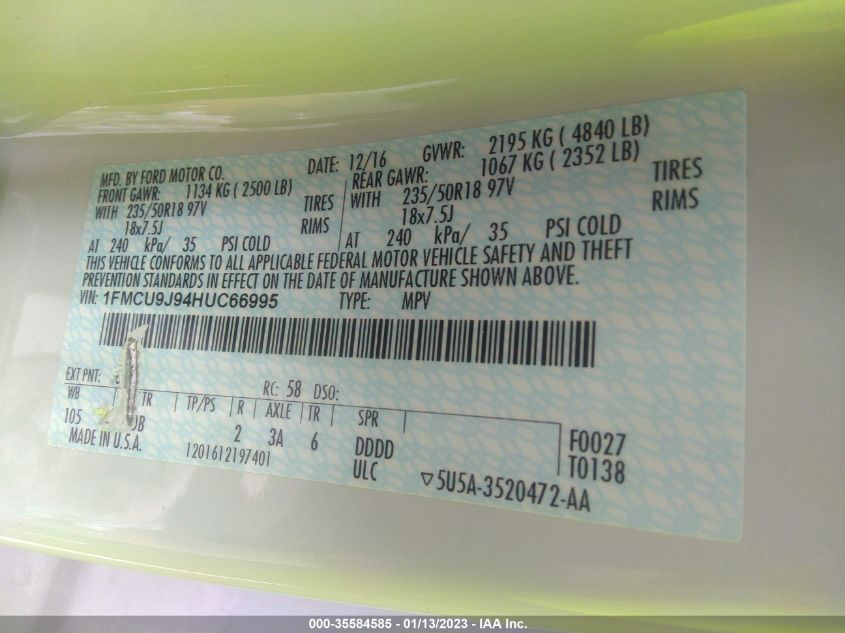 MFD. BY FORD MOTOR CO. DATE: 12/16 GVWR: 2195 KG ( 4840 LB)
FRONT GAWR: 1134 KG ( 2500 LB) REAR GAWR: 1067 KG ( 2352 LB)
WITH 235/50R18 97V TIRES WITH 235/50R18 97V TIRES
18x7.5J RIMS 18x7.5J RIMS
AT 240 kPa/ 35 PSI COLD AT 240 kPa/ 35 PSI COLD
THIS VEHICLE CONFORMS TO ALL APPLICABLE FEDERAL MOTOR VEHICLE SAFETY AND THEFT
PREVENTION STANDARDS IN EFFECT ON THE DATE OF MANUFACTURE SHOWN ABOVE.
VIN: 1FMCU9J94HUC66995 TYPE: MPV
EXT PNT: RC: 58 DSO:
WB TR TP/PS R AXLE TR SPR
105 2 3A 6 DDDD F0027
MADE IN U.S.A. 1201612197401 ULC T0138
▽5U5A-3520472-AA
000-35584585 - 01/13/2023 - IAA Inc.